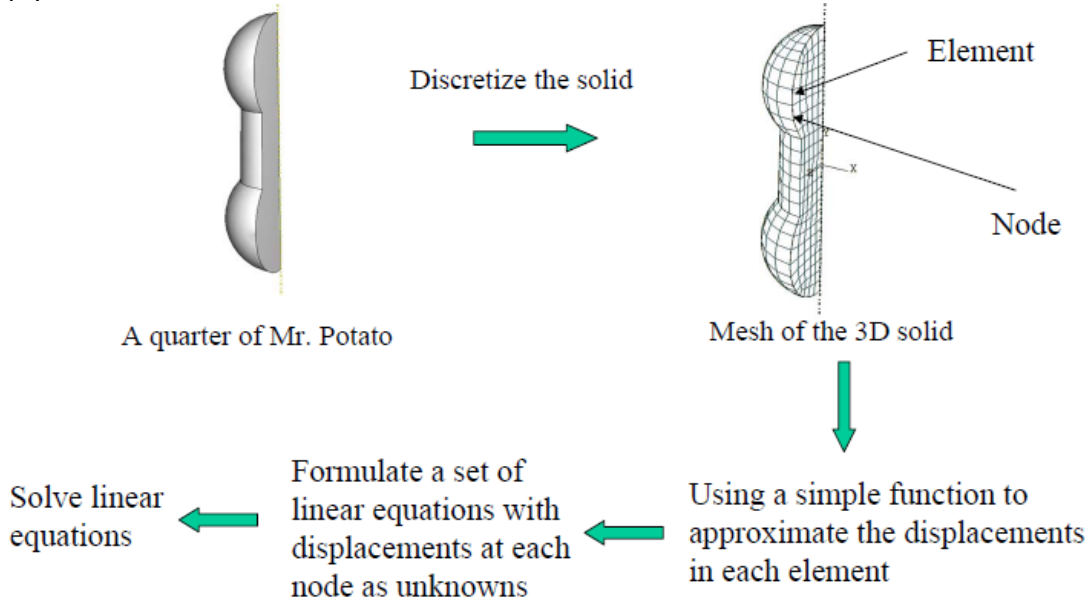 Discretize the solid
Element
Node
X
A quarter of Mr. Potato
Mesh of the 3D solid
Using a simple function to
approximate the displacements
in each element
Formulate a set of
linear equations with
displacements at each
node as unknowns
Solve linear
equations